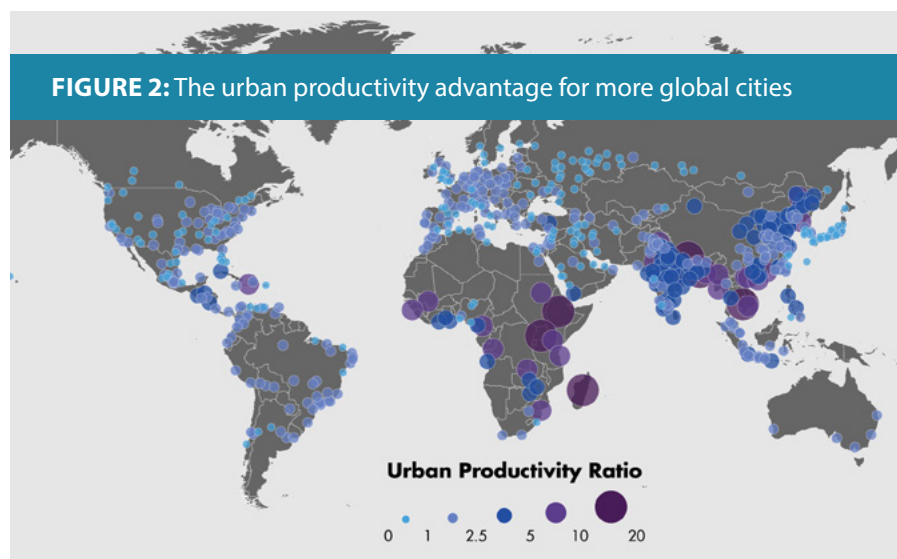 FIGURE 2: The urban productivity advantage for more global cities
Urban Productivity Ratio
0 1 2.5 5 10 20